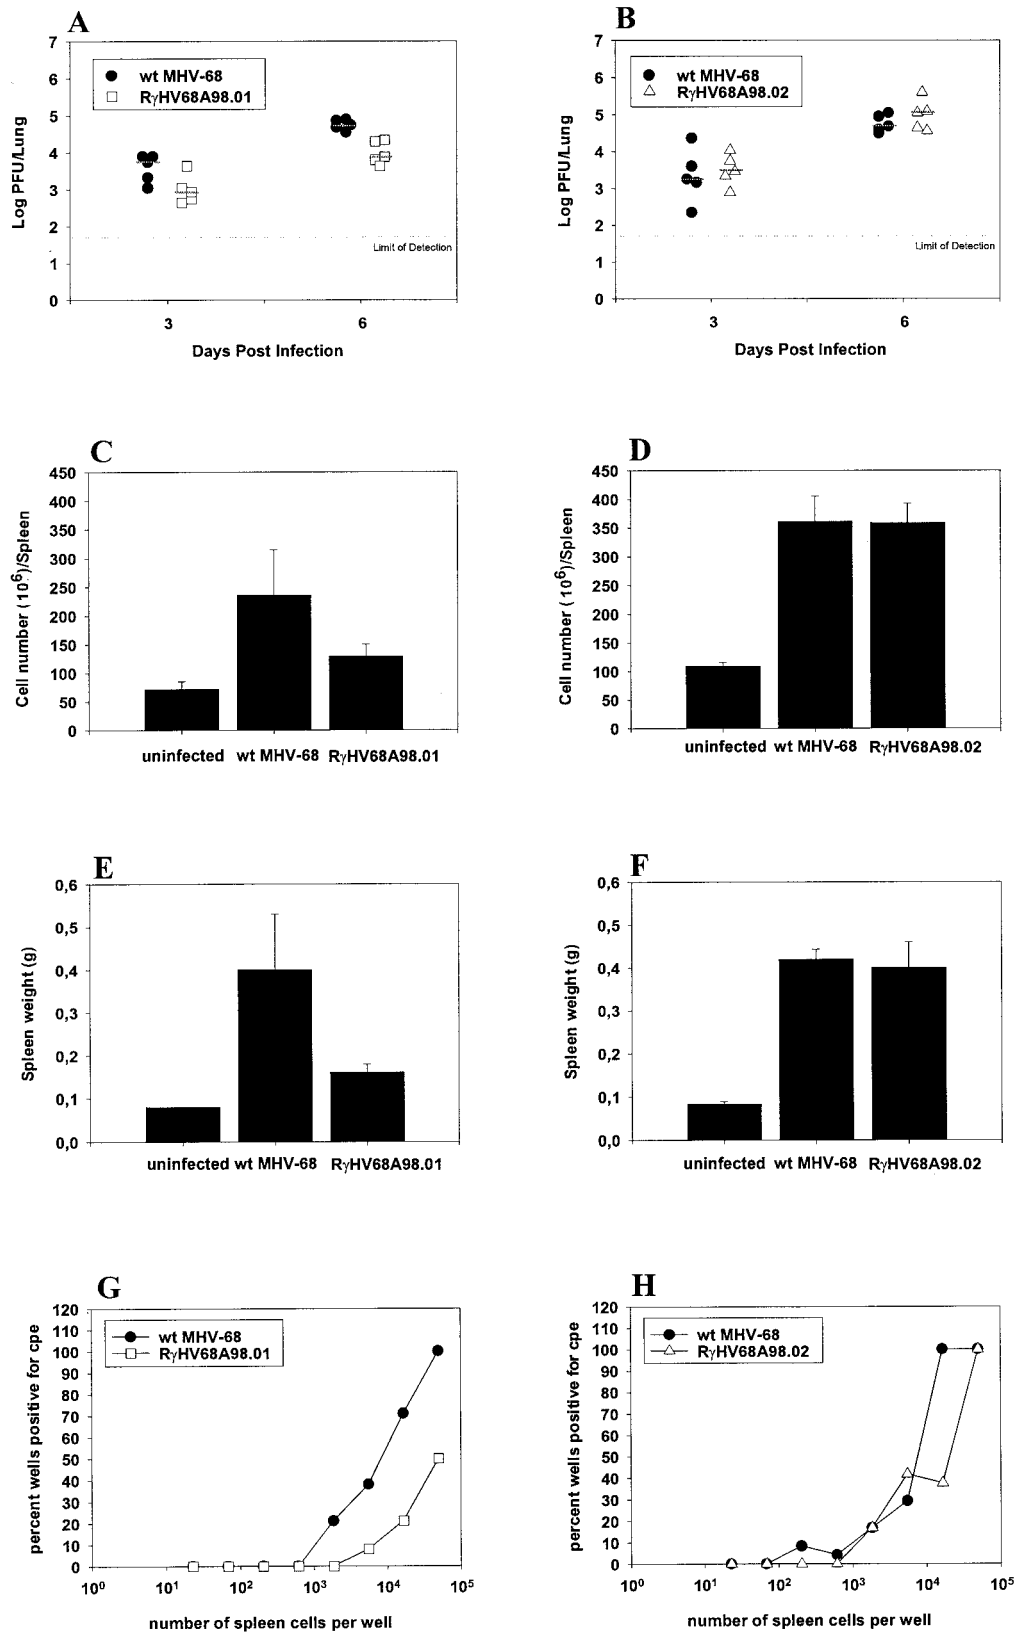 A
7
6
5
4
3
2
1
0
Log PFU/Lung
wt MHV-68
RγHV68A98.01
Limit of Detection
3
6
Days Post Infection
B
7
6
5
4
3
2
1
0
Log PFU/Lung
wt MHV-68
RγHV68A98.02
Limit of Detection
3
6
Days Post Infection
C
450
400
350
300
250
200
150
100
50
0
Cell number (10⁶)/Spleen
uninfected wt MHV-68 RγHV68A98.01
D
450
400
350
300
250
200
150
100
50
0
Cell number (10⁶)/Spleen
uninfected wt MHV-68 RγHV68A98.02
E
0,6
0,5
0,4
0,3
0,2
0,1
0,0
Spleen weight (g)
uninfected wt MHV-68 RγHV68A98.01
F
0,6
0,5
0,4
0,3
0,2
0,1
0,0
Spleen weight (g)
uninfected wt MHV-68 RγHV68A98.02
G
120
110
100
90
80
70
60
50
40
30
20
10
0
percent wells positive for cpe
wt MHV-68
RγHV68A98.01
10⁰ 10¹ 10² 10³ 10⁴ 10⁵
number of spleen cells per well
H
120
110
100
90
80
70
60
50
40
30
20
10
0
percent wells positive for cpe
wt MHV-68
RγHV68A98.02
10⁰ 10¹ 10² 10³ 10⁴ 10⁵
number of spleen cells per well